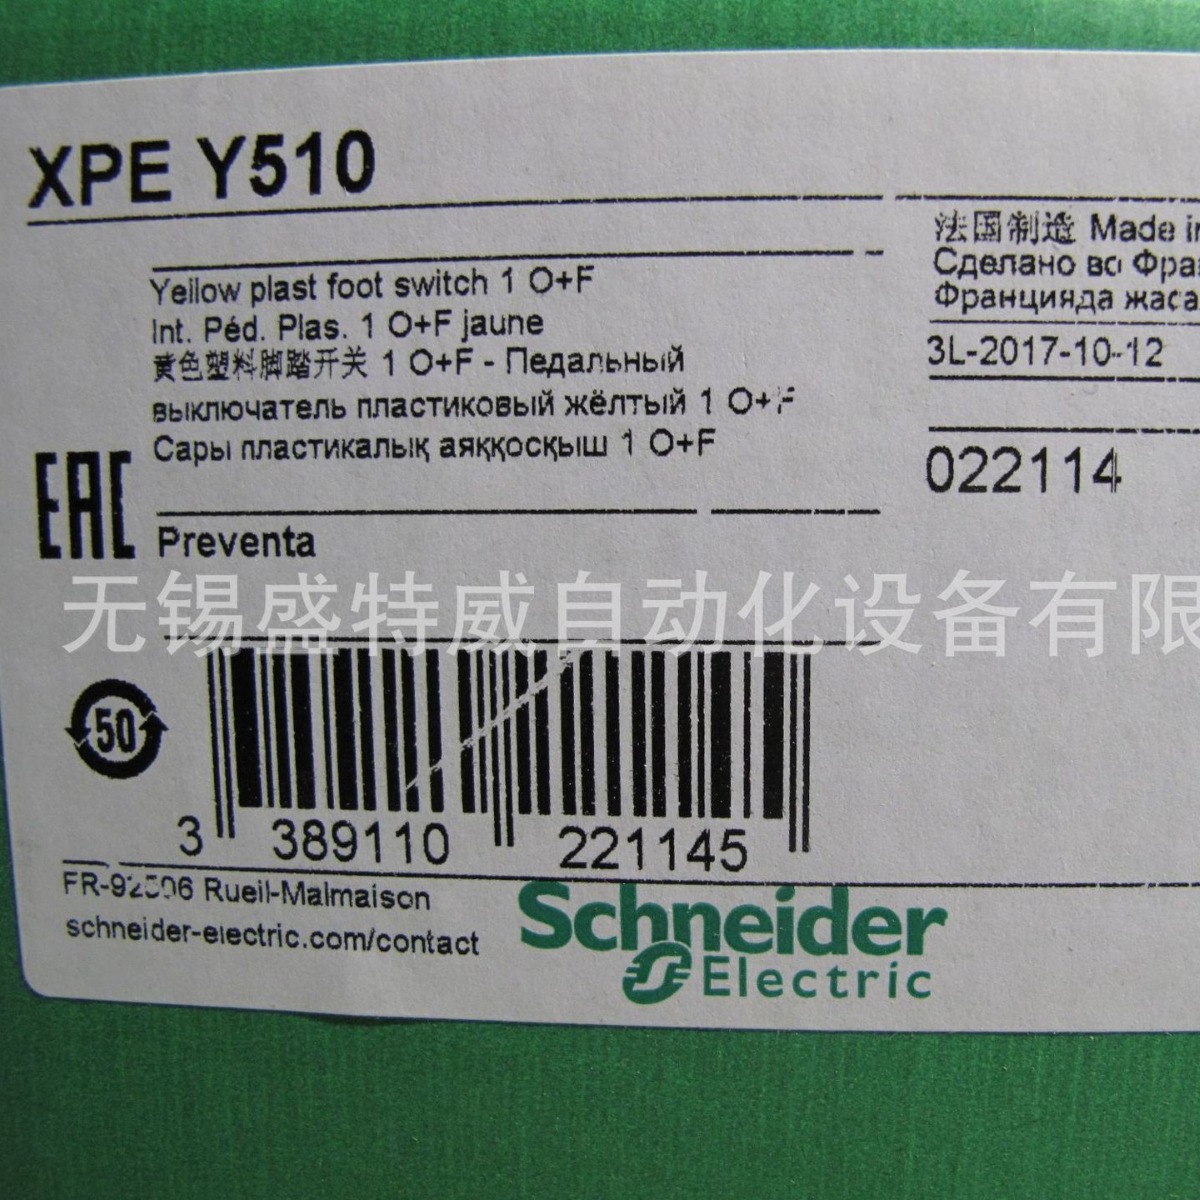 XPE Y510
法国制造 Made in
Сделано во Фра
Францияда жаса
3L-2017-10-12
022114
Yellow plast foot switch 1 O+F
Int. Péd. Plas. 1 O+F jaune
黄色塑料脚踏开关 1 O+F - Педальный
выключатель пластиковый жёлтый 1 O+F
Сары пластикалық аяққосқыш 1 O+F
EAC
Preventa
无锡盛特威自动化设备有限
50
3 389110 221145
FR-92506 Rueil-Malmaison
schneider-electric.com/contact
Schneider
Electric